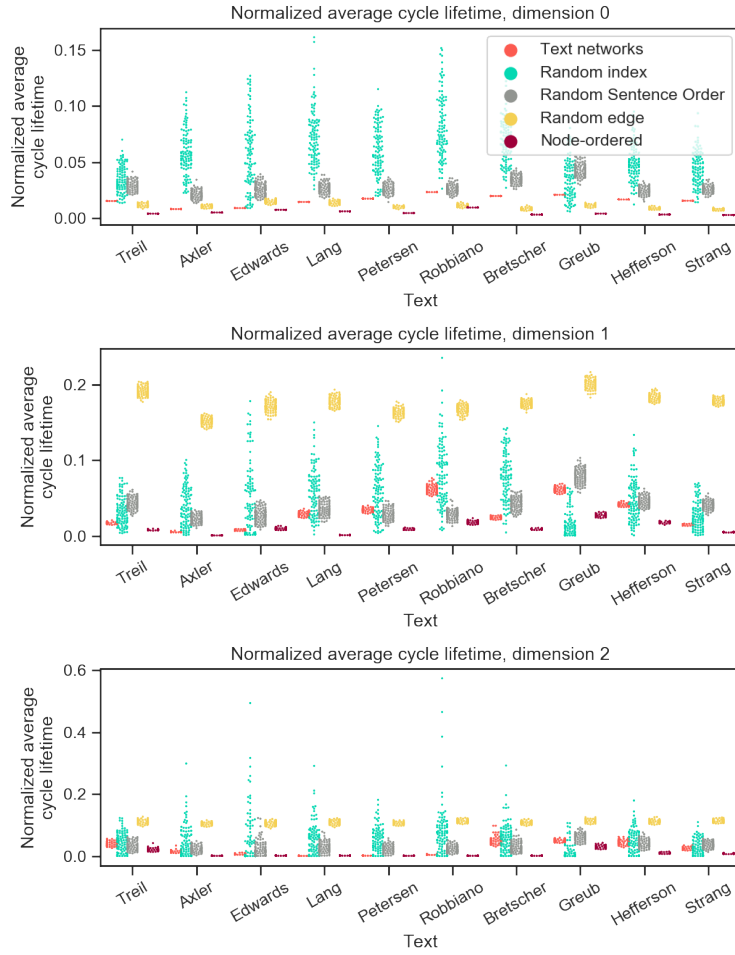 Normalized average cycle lifetime, dimension 0
Normalized average
cycle lifetime
0.15
0.10
0.05
0.00
Text networks
Random index
Random Sentence Order
Random edge
Node-ordered
Treil
Axler
Edwards
Lang
Petersen
Robbiano
Bretscher
Greub
Hefferson
Strang
Text
Normalized average cycle lifetime, dimension 1
Normalized average
cycle lifetime
0.2
0.1
0.0
Treil
Axler
Edwards
Lang
Petersen
Robbiano
Bretscher
Greub
Hefferson
Strang
Text
Normalized average cycle lifetime, dimension 2
Normalized average
cycle lifetime
0.6
0.4
0.2
0.0
Treil
Axler
Edwards
Lang
Petersen
Robbiano
Bretscher
Greub
Hefferson
Strang
Text